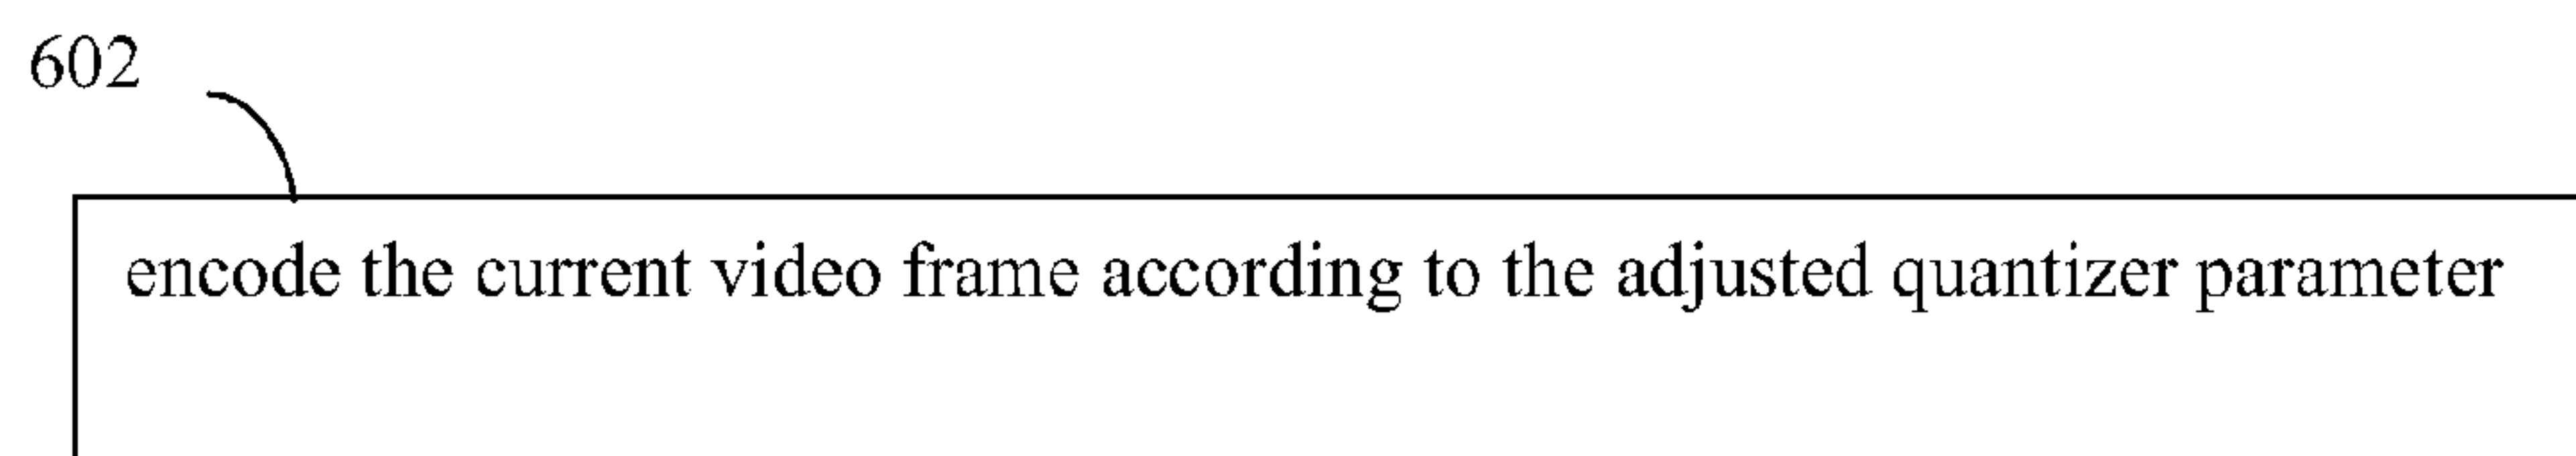 602
encode the current video frame according to the adjusted quantizer parameter